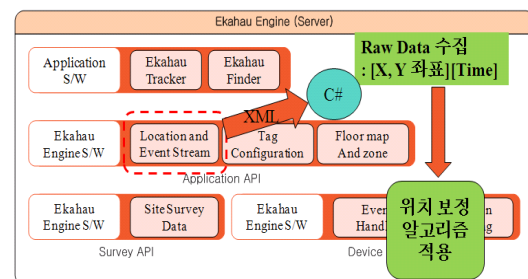 Ekahau Engine (Server)
Application
S/W
Ekahau
Tracker
Ekahau
Finder
C#
Raw Data 수집
: [X, Y 좌표][Time]
XML
Ekahau
Engine S/W
Location and
Event Stream
Tag
Configuration
Floor map
And zone
Application API
Ekahau
Engine S/W
Site Survey
Data
Survey API
Ekahau
Engine S/W
Even
Handl
Device
위치 보정
알고리즘
적용